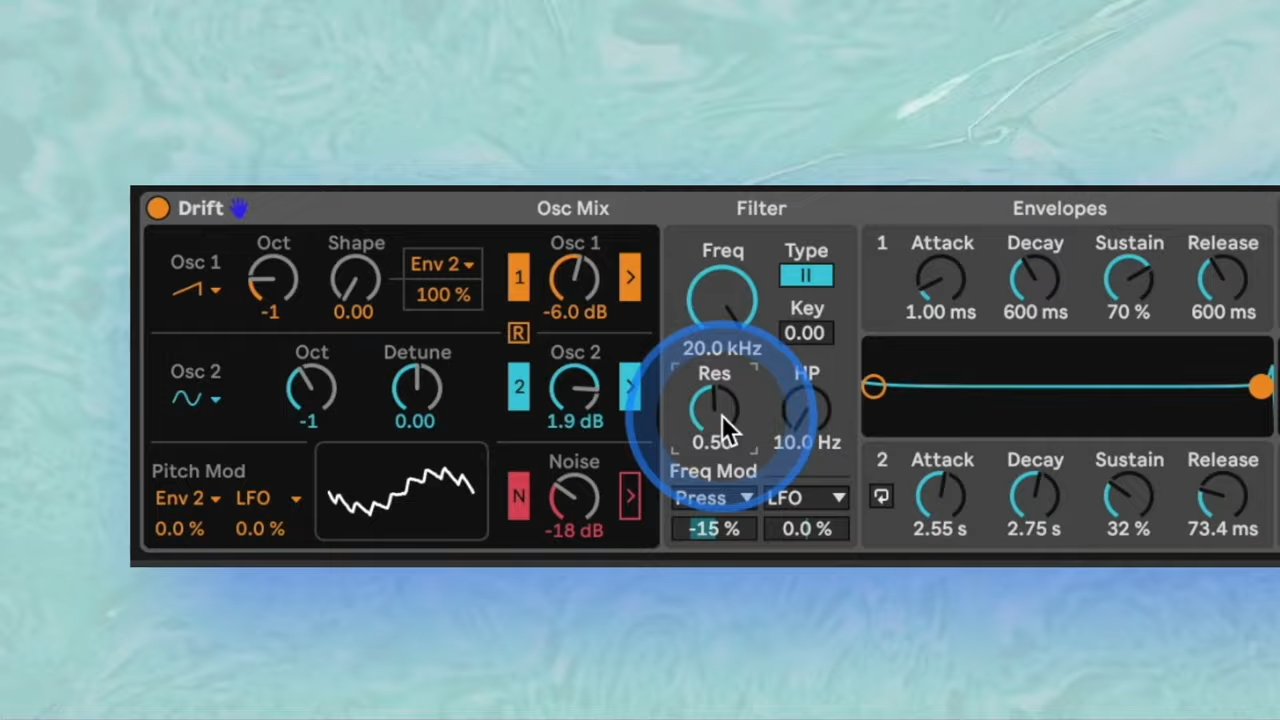 Drift Osc Mix Filter Envelopes
Osc 1 Oct Shape Env 2 1 Osc 1 >
-1 0.00 100 % -6.0 dB
R
Osc 2 Oct Detune 2 Osc 2 >
-1 0.00 1.9 dB
Pitch Mod N Noise >
Env 2 LFO
0.0 % 0.0 % -18 dB
Freq Type
II
Key
0.00
20.0 kHz
Res HP
10.0 Hz
Freq Mod
Press LFO
-15 % 0.0 %
1 Attack Decay Sustain Release
1.00 ms 600 ms 70 % 600 ms
2 Attack Decay Sustain Release
2.55 s 2.75 s 32 % 73.4 ms